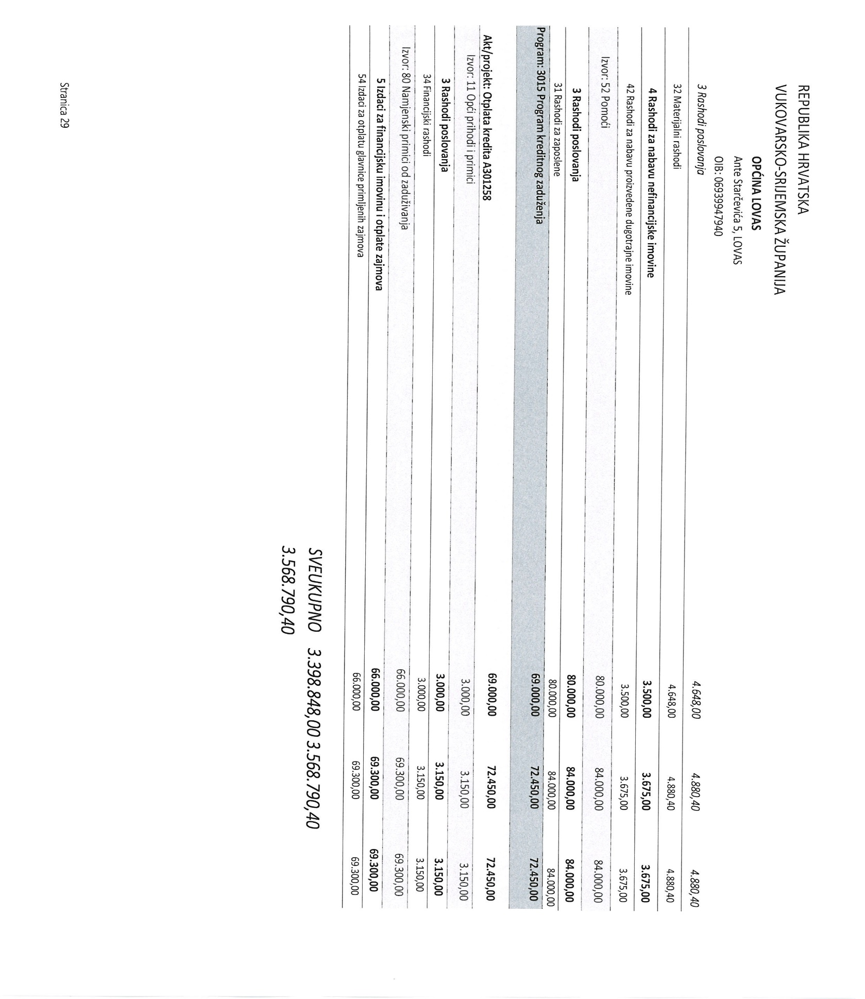 REPUBLIKA HRVATSKA
VUKOVARSKO-SRIJEMSKA ŽUPANIJA
OPĆINA LOVAS
Ante Starčevića 5, LOVAS
OIB: 06939947940
3 Rashodi poslovanja 4.648,00 4.880,40 4.880,40
32 Materijalni rashodi 4.648,00 4.880,40 4.880,40
4 Rashodi za nabavu nefinancijske imovine 3.500,00 3.675,00 3.675,00
42 Rashodi za nabavu proizvedene dugotrajne imovine 3.500,00 3.675,00 3.675,00
Izvor: 52 Pomoći 80.000,00 84.000,00 84.000,00
3 Rashodi poslovanja 80.000,00 84.000,00 84.000,00
31 Rashodi za zaposlene 80.000,00 84.000,00 84.000,00
Program: 3015 Program kreditnog zaduženja 69.000,00 72.450,00 72.450,00
Akt/projekt: Otplata kredita A301258 69.000,00 72.450,00 72.450,00
Izvor: 11 Opći prihodi i primici 3.000,00 3.150,00 3.150,00
3 Rashodi poslovanja 3.000,00 3.150,00 3.150,00
34 Financijski rashodi 3.000,00 3.150,00 3.150,00
Izvor: 80 Namjenski primici od zaduživanja 66.000,00 69.300,00 69.300,00
5 Izdaci za financijsku imovinu i otplate zajmova 66.000,00 69.300,00 69.300,00
54 Izdaci za otplatu glavnice primljenih zajmova 66.000,00 69.300,00 69.300,00
SVEUKUPNO 3.398.848,00 3.568.790,40
3.568.790,40
Stranica 29